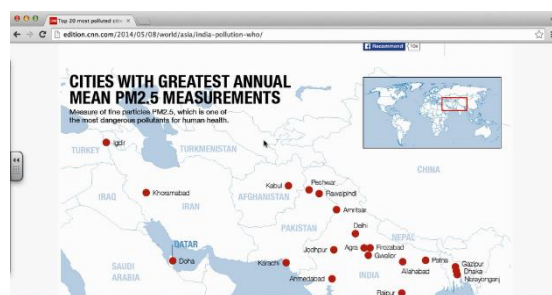 Top 20 most polluted citie
edition.cnn.com/2014/05/08/world/asia/india-pollution-who/
Recommend
CITIES WITH GREATEST ANNUAL
MEAN PM2.5 MEASUREMENTS
Measure of fine particles PM2.5, which is one of
the most dangerous pollutants for human health.
TURKEY
Igdir
TURKMENISTAN
CHINA
Kabul
Peshwar
Rawalpindi
IRAQ
Khoramabad
IRAN
AFGHANISTAN
Amritsar
PAKISTAN
Delhi
NEPAL
QATAR
Jodhpur
Agra
Firozabad
Gwalior
Patna
Gazipur
Doha
Karachi
Allahabad
Dhaka
Narayonganj
SAUDI
ARABIA
Ahmedabad
INDIA
Raipur